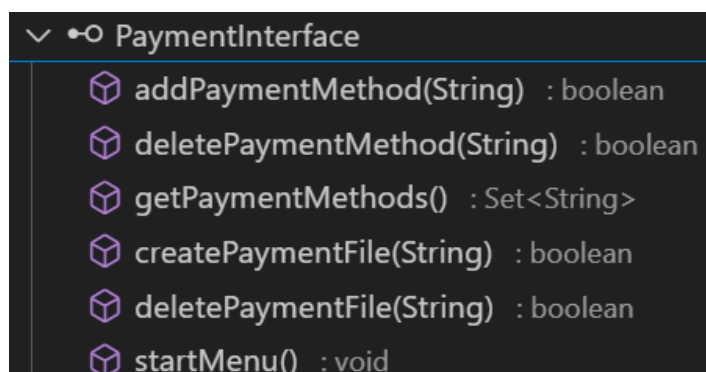 PaymentInterface
addPaymentMethod(String) : boolean
deletePaymentMethod(String) : boolean
getPaymentMethods() : Set<String>
createPaymentFile(String) : boolean
deletePaymentFile(String) : boolean
startMenu() : void